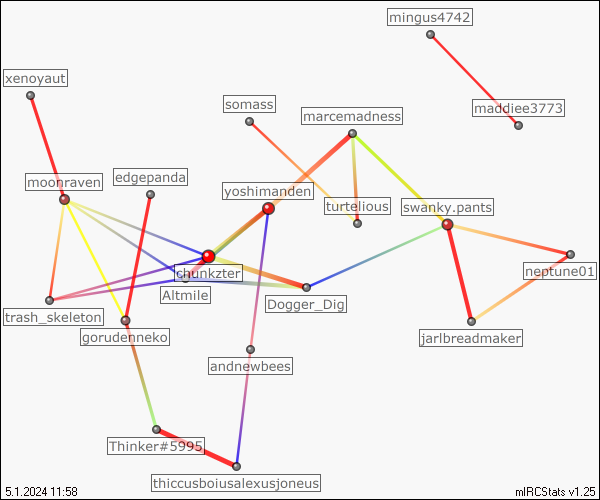 mingus4742
xenoyaut
somass
maddiee3773
marcemadness
edgepanda
moonraven
yoshimanden
turtelious
swanky.pants
chunkzter
neptune01
Altmile
Dogger_Dig
trash_skeleton
gorudenneko
jarlbreadmaker
andnewbees
Thinker#5995
thiccusboiusalexusjoneus
5.1.2024 11:58
mIRCStats v1.25